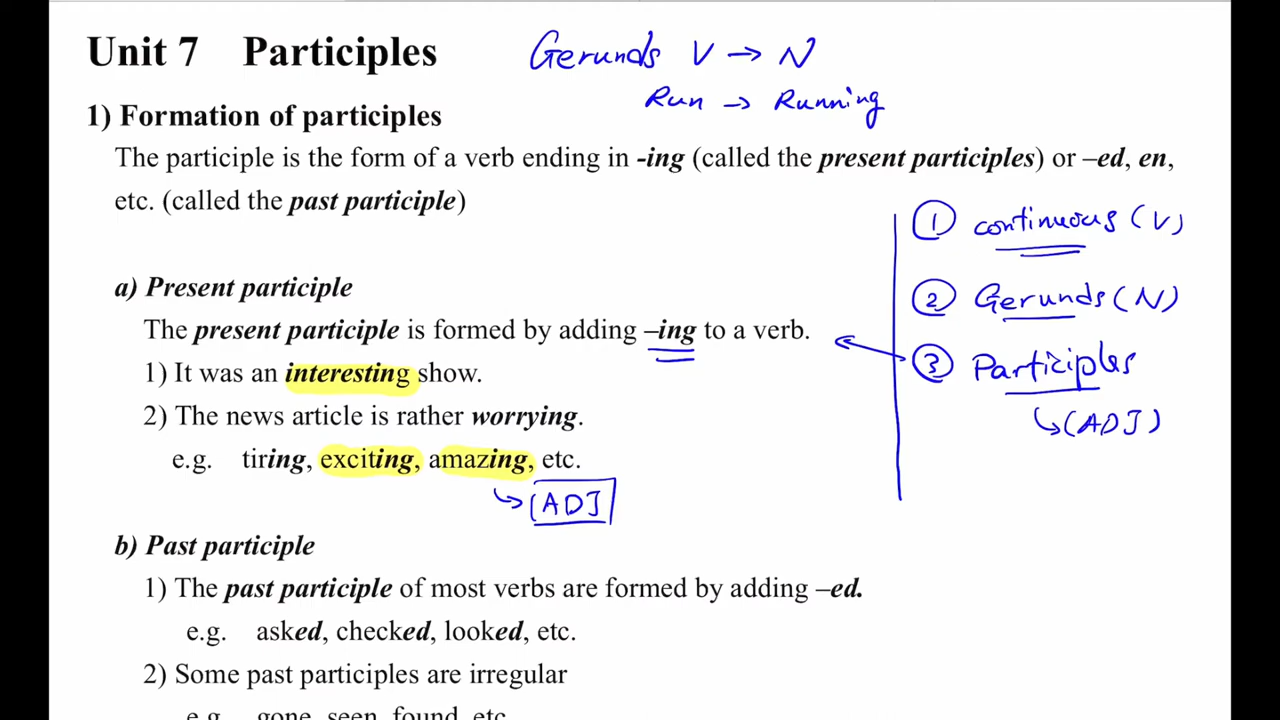 Unit 7 Participles Gerunds V → N
Run → Running
1) Formation of participles
The participle is the form of a verb ending in -ing (called the present participles) or –ed, en,
etc. (called the past participle)
① continuous (V)
a) Present participle
② Gerunds (N)
The present participle is formed by adding –ing to a verb.
③ Participles
1) It was an interesting show.
2) The news article is rather worrying.
↳ (ADJ)
e.g. tiring, exciting, amazing, etc.
↳ [ADJ]
b) Past participle
1) The past participle of most verbs are formed by adding –ed.
e.g. asked, checked, looked, etc.
2) Some past participles are irregular
e.g. gone, seen, found, etc.